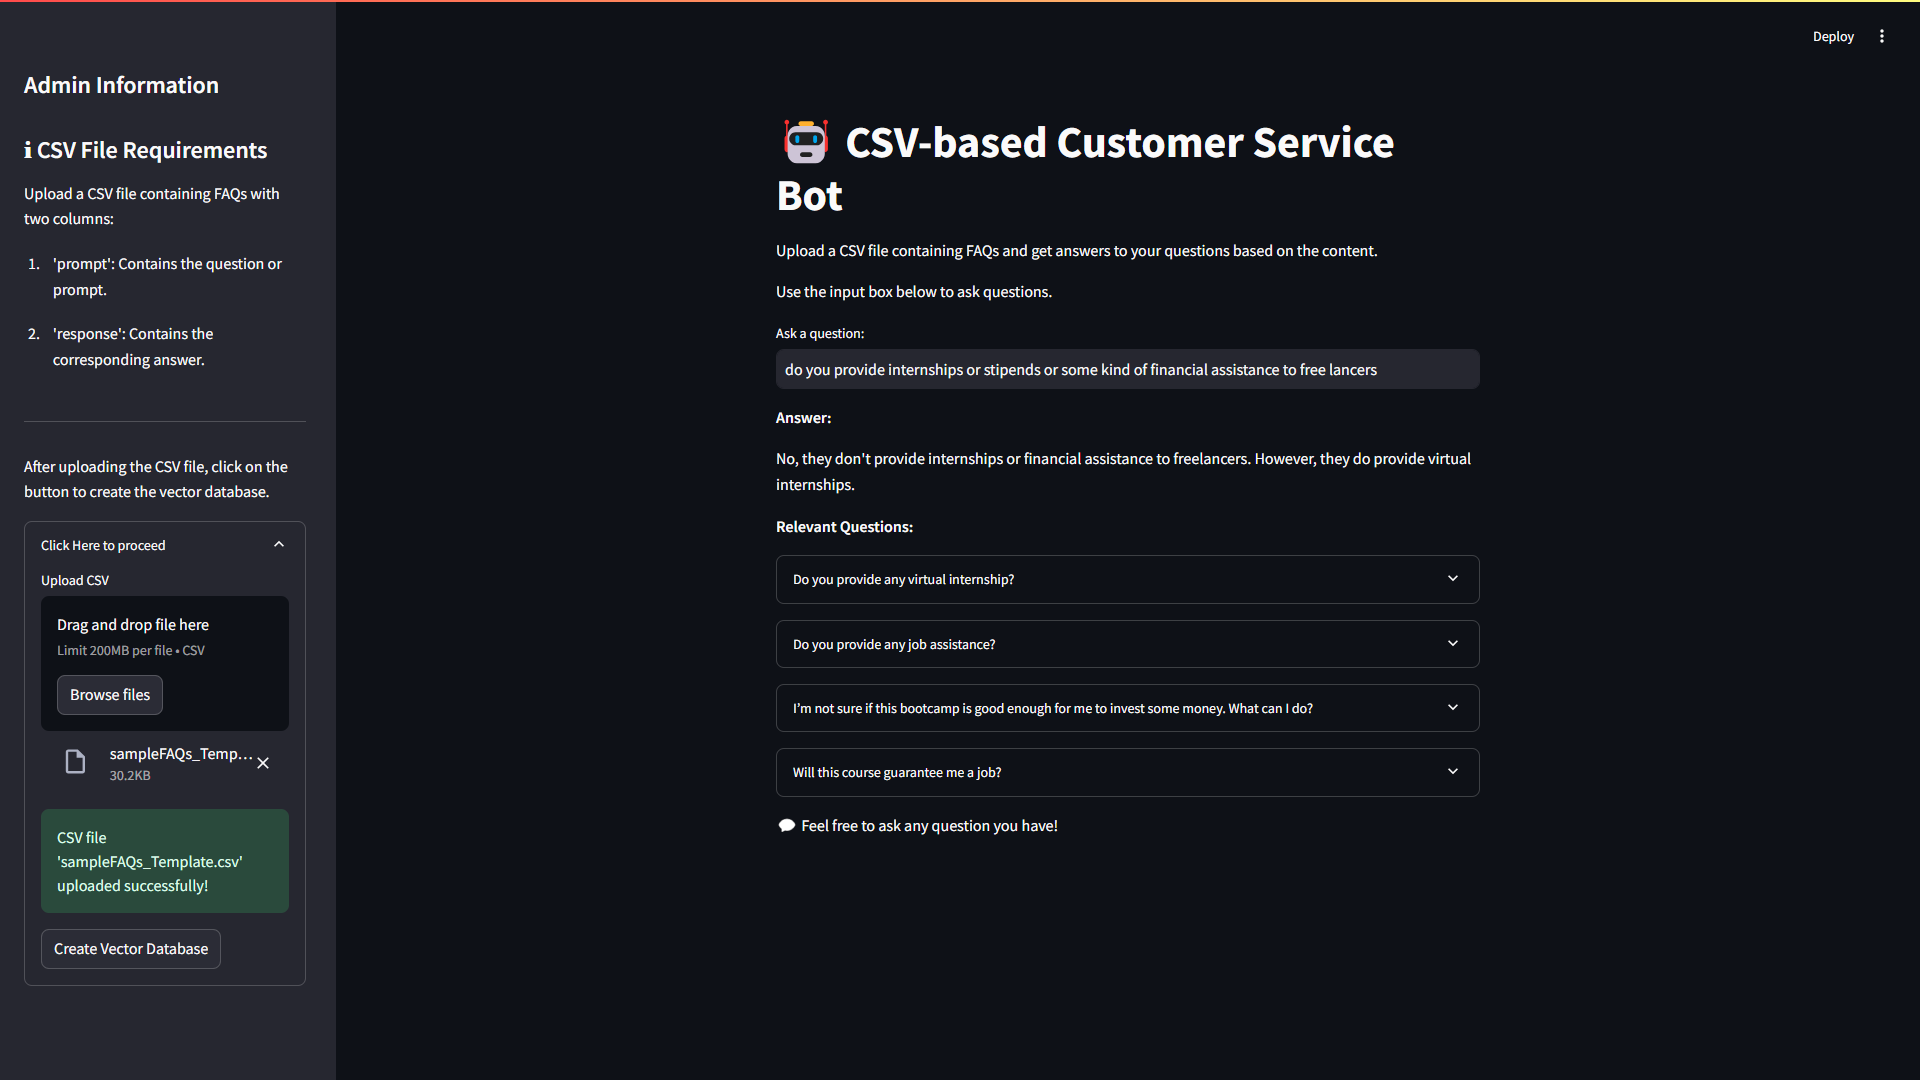 Deploy
Admin Information
ℹ CSV File Requirements
Upload a CSV file containing FAQs with
two columns:
1. 'prompt': Contains the question or
prompt.
2. 'response': Contains the
corresponding answer.
After uploading the CSV file, click on the
button to create the vector database.
Click Here to proceed
Upload CSV
Drag and drop file here
Limit 200MB per file • CSV
Browse files
sampleFAQs_Temp...
30.2KB
CSV file
'sampleFAQs_Template.csv'
uploaded successfully!
Create Vector Database
CSV-based Customer Service
Bot
Upload a CSV file containing FAQs and get answers to your questions based on the content.
Use the input box below to ask questions.
Ask a question:
do you provide internships or stipends or some kind of financial assistance to free lancers
Answer:
No, they don't provide internships or financial assistance to freelancers. However, they do provide virtual
internships.
Relevant Questions:
Do you provide any virtual internship?
Do you provide any job assistance?
I’m not sure if this bootcamp is good enough for me to invest some money. What can I do?
Will this course guarantee me a job?
💬 Feel free to ask any question you have!